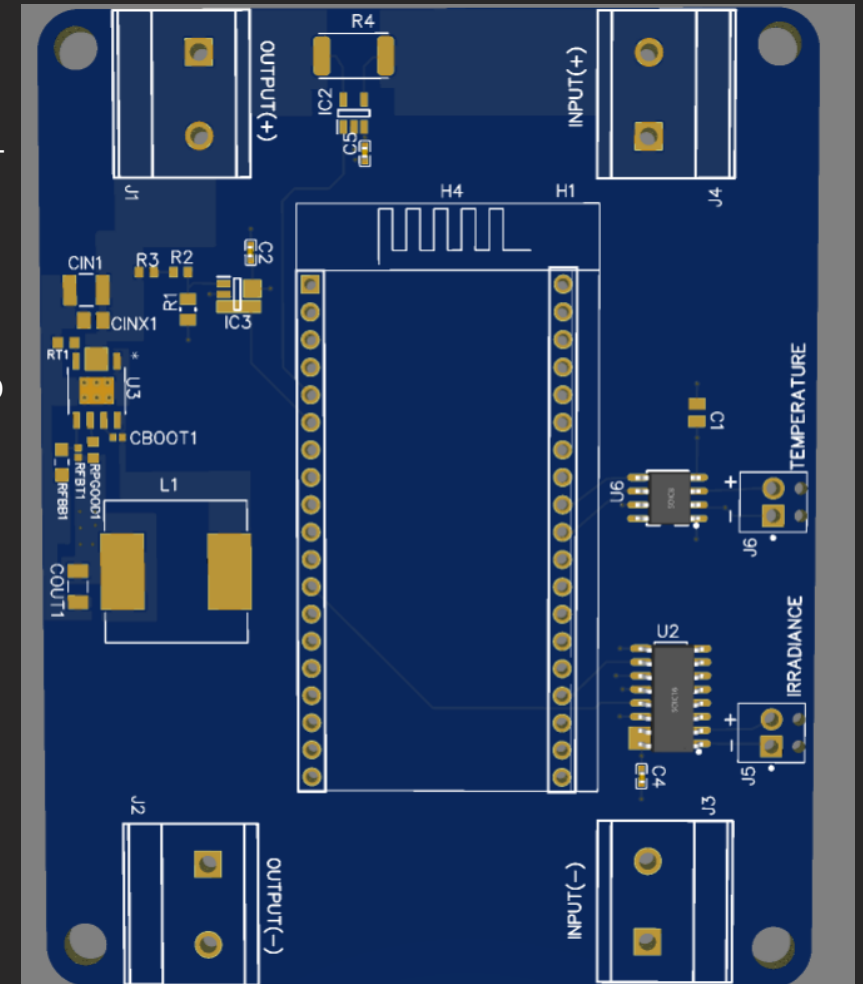 R4
OUTPUT(+)
IC2
C5
INPUT(+)
J1
J4
H4
H1
C2
CIN1
R3
R2
R1
IC3
CINX1
RT1
*
U3
CBOOT1
RFBB1
RFBT1
RPGOOD1
L1
COUT1
TEMPERATURE
C1
U6
+
-
J6
IRRADIANCE
U2
+
-
J5
C4
J2
J3
OUTPUT(-)
INPUT(-)